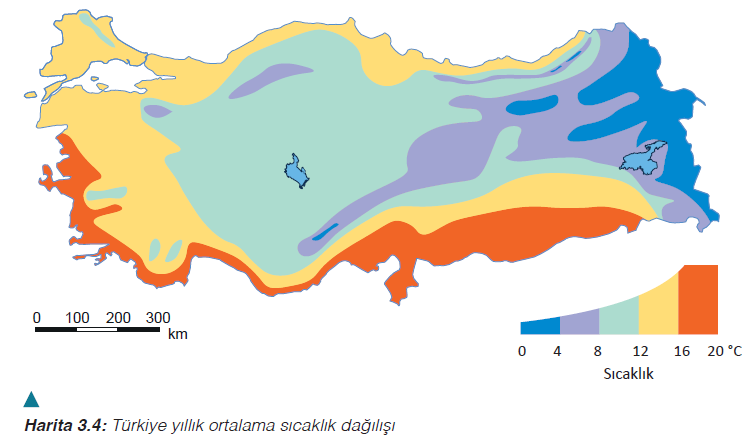 0 100 200 300
km
0 4 8 12 16 20 °C
Sıcaklık
Harita 3.4: Türkiye yıllık ortalama sıcaklık dağılışı